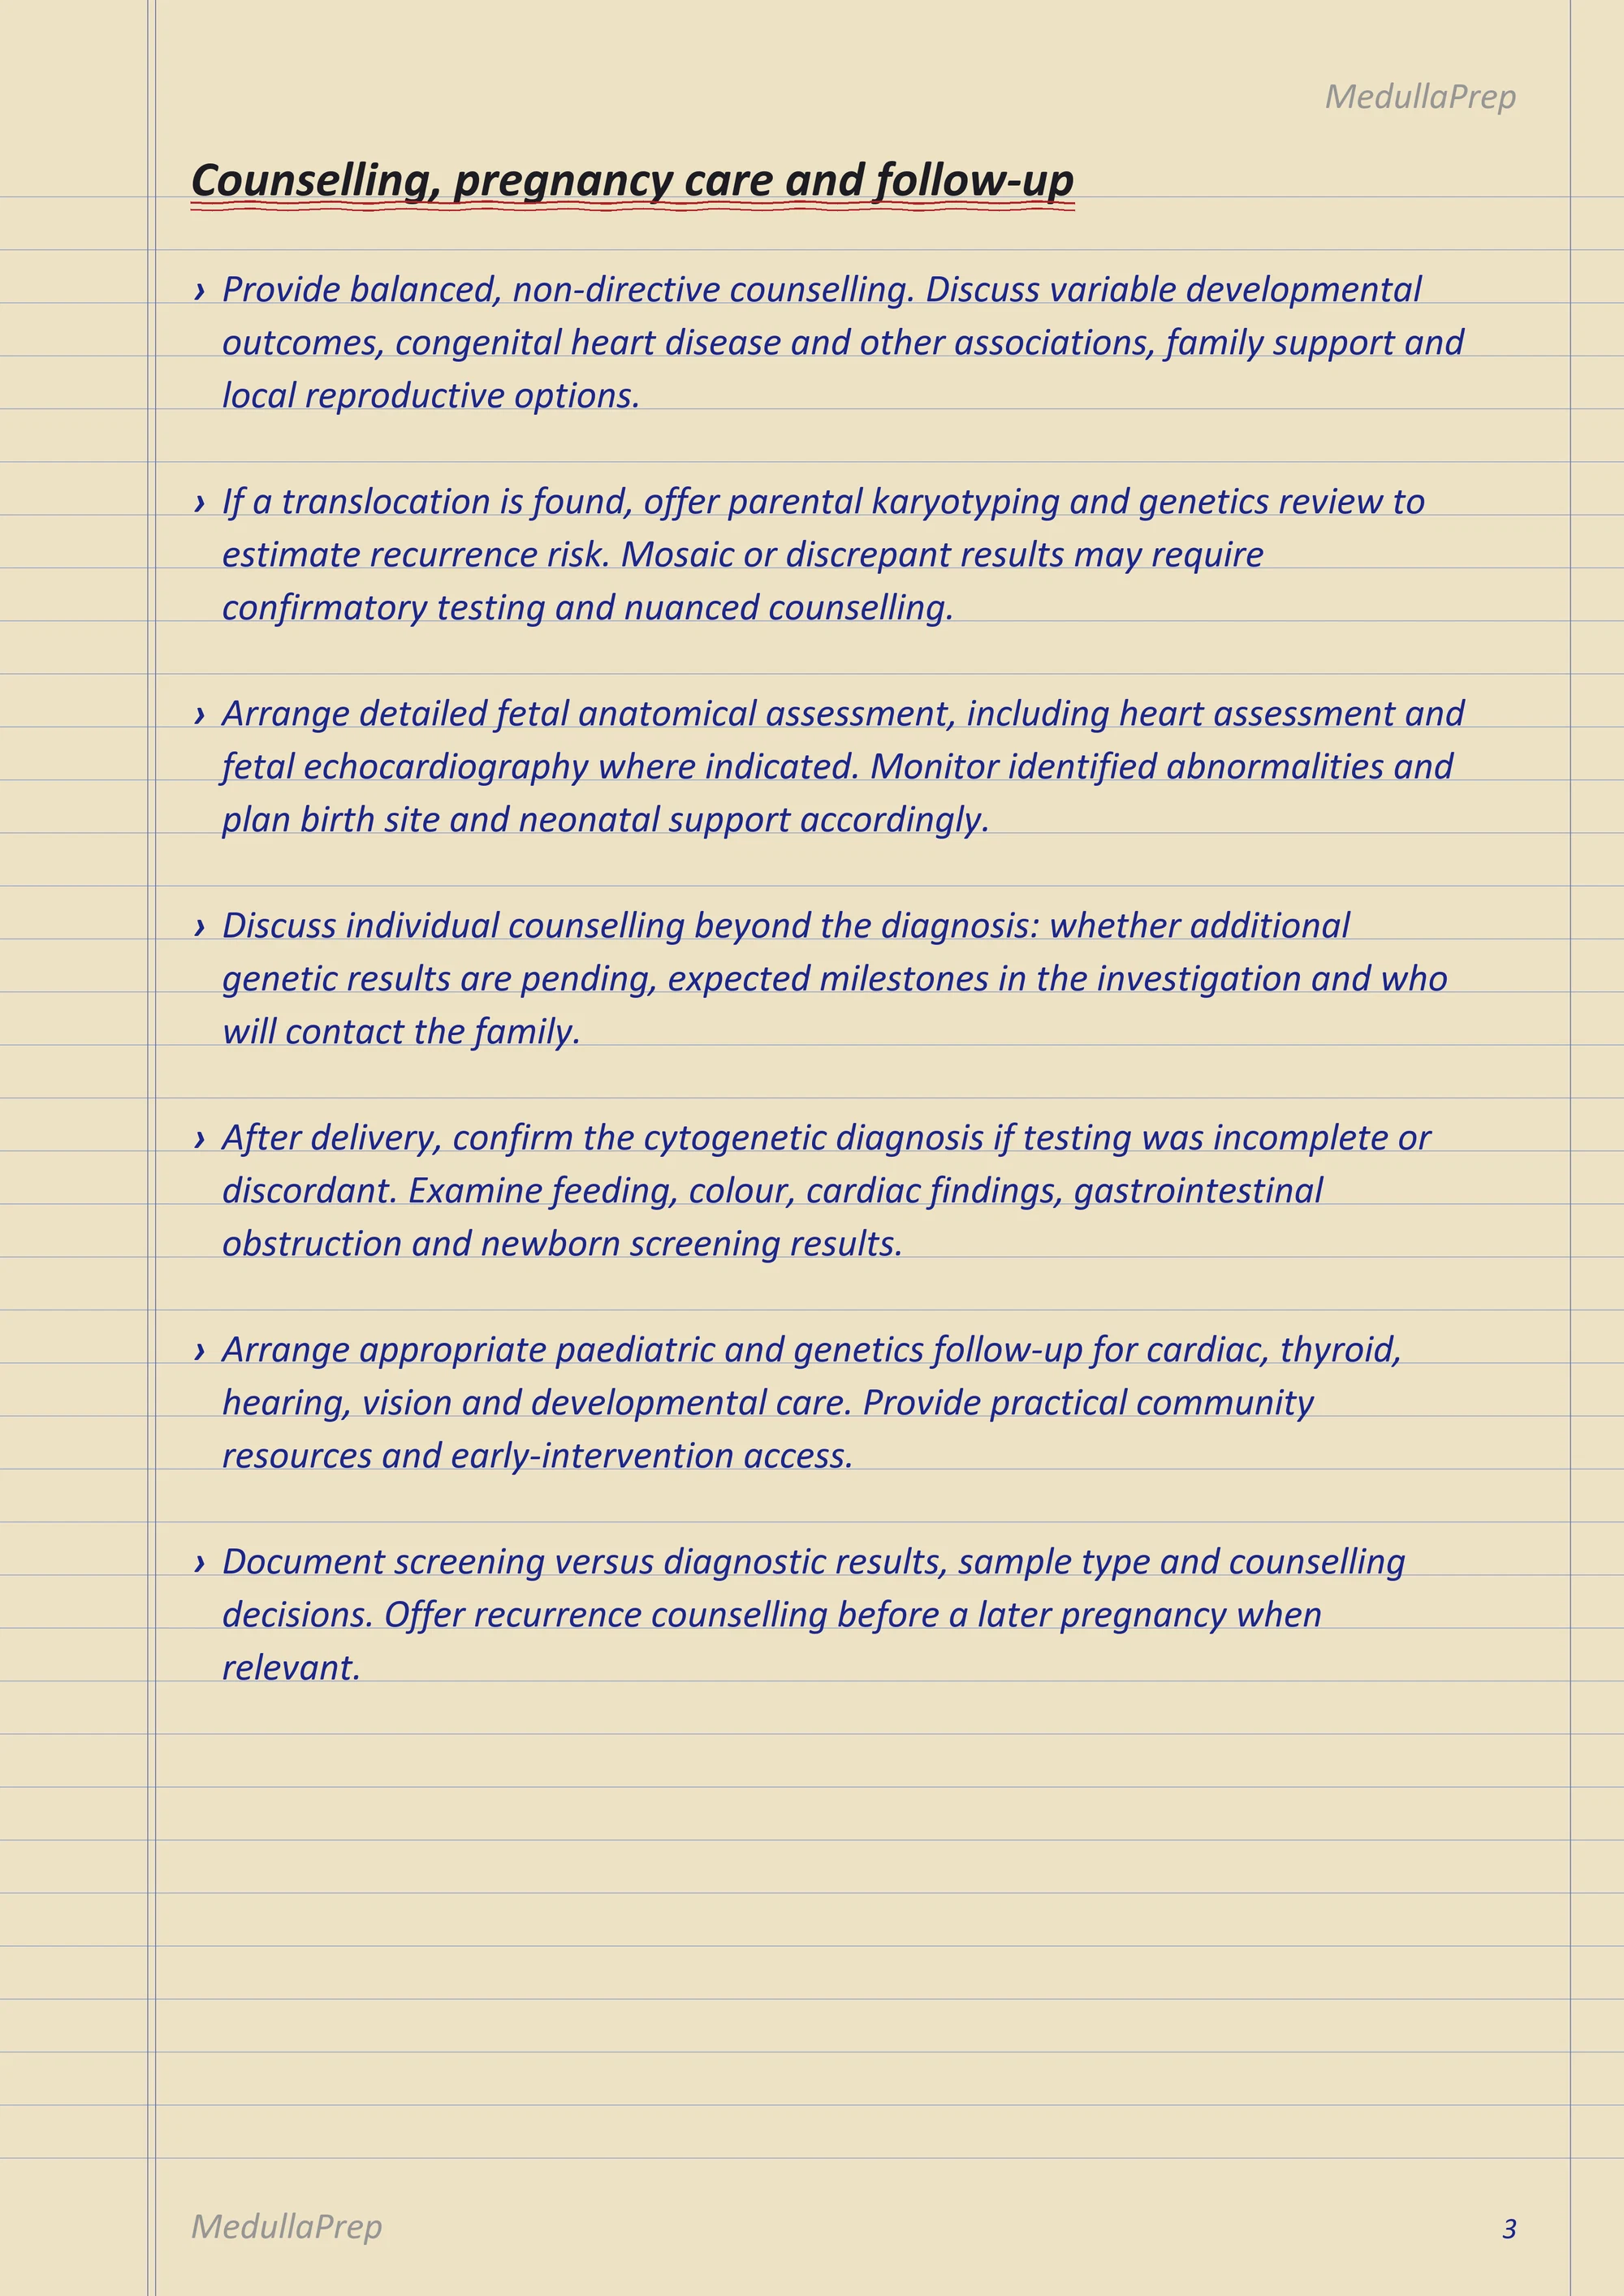 MedullaPrep
Counselling, pregnancy care and follow-up
› Provide balanced, non-directive counselling. Discuss variable developmental
outcomes, congenital heart disease and other associations, family support and
local reproductive options.
› If a translocation is found, offer parental karyotyping and genetics review to
estimate recurrence risk. Mosaic or discrepant results may require
confirmatory testing and nuanced counselling.
› Arrange detailed fetal anatomical assessment, including heart assessment and
fetal echocardiography where indicated. Monitor identified abnormalities and
plan birth site and neonatal support accordingly.
› Discuss individual counselling beyond the diagnosis: whether additional
genetic results are pending, expected milestones in the investigation and who
will contact the family.
› After delivery, confirm the cytogenetic diagnosis if testing was incomplete or
discordant. Examine feeding, colour, cardiac findings, gastrointestinal
obstruction and newborn screening results.
› Arrange appropriate paediatric and genetics follow-up for cardiac, thyroid,
hearing, vision and developmental care. Provide practical community
resources and early-intervention access.
› Document screening versus diagnostic results, sample type and counselling
decisions. Offer recurrence counselling before a later pregnancy when
relevant.
MedullaPrep
3